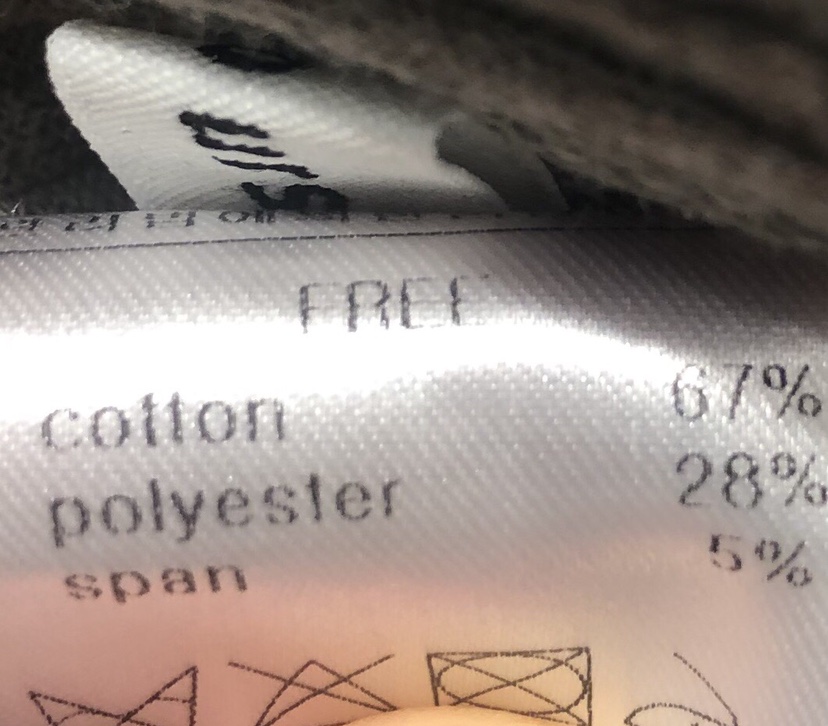 FREE
cotton 67%
polyester 28%
span 5%